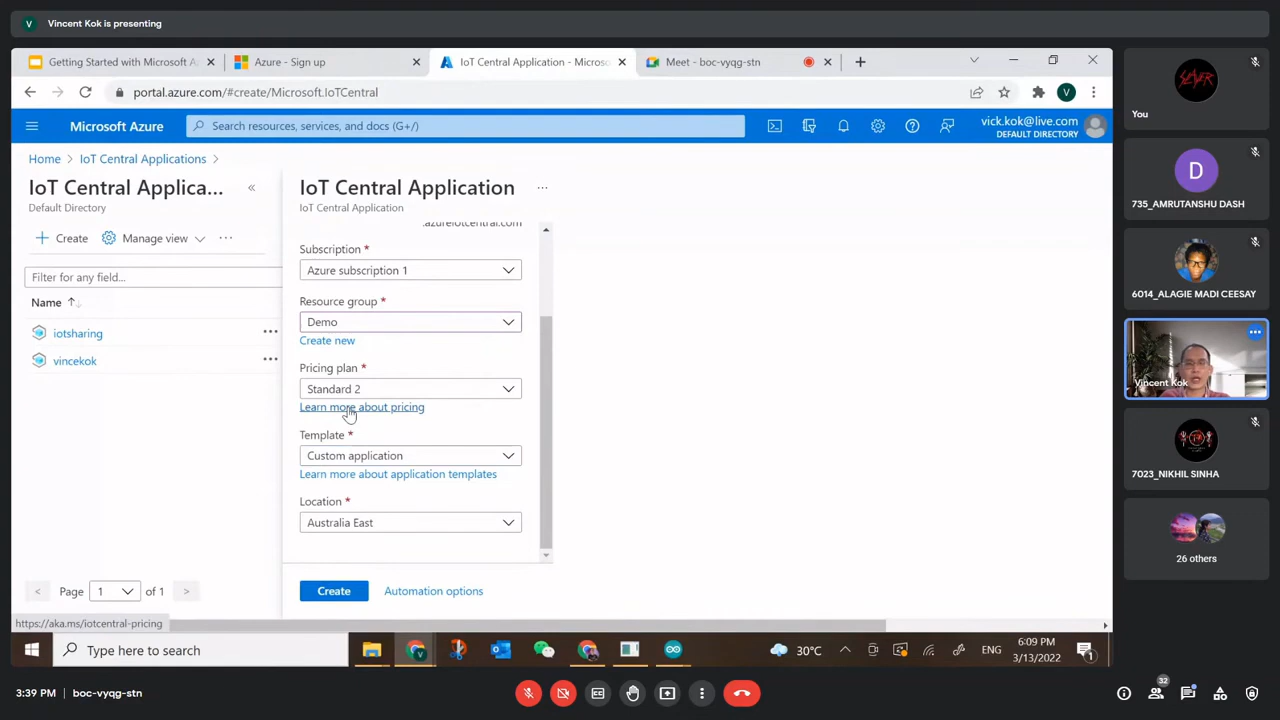 V
Vincent Kok is presenting
Getting Started with Microsoft A
Azure - Sign up
IoT Central Application - Micros
Meet - boc-vyqg-stn
portal.azure.com/#create/Microsoft.IoTCentral
V
Microsoft Azure
Search resources, services, and docs (G+/)
vick.kok@live.com
DEFAULT DIRECTORY
Home > IoT Central Applications >
IoT Central Applica...
Default Directory
Create
Manage view
Filter for any field...
Name
iotsharing
vincekok
Page 1 of 1
https://aka.ms/iotcentral-pricing
IoT Central Application
IoT Central Application
.azureiotcentral.com
Subscription *
Azure subscription 1
Resource group *
Demo
Create new
Pricing plan *
Standard 2
Learn more about pricing
Template *
Custom application
Learn more about application templates
Location *
Australia East
Create
Automation options
Type here to search
30°C
ENG
6:09 PM
3/13/2022
1
You
D
735_AMRUTANSHU DASH
6014_ALAGIE MADI CEESAY
Vincent Kok
7023_NIKHIL SINHA
26 others
3:39 PM | boc-vyqg-stn
32